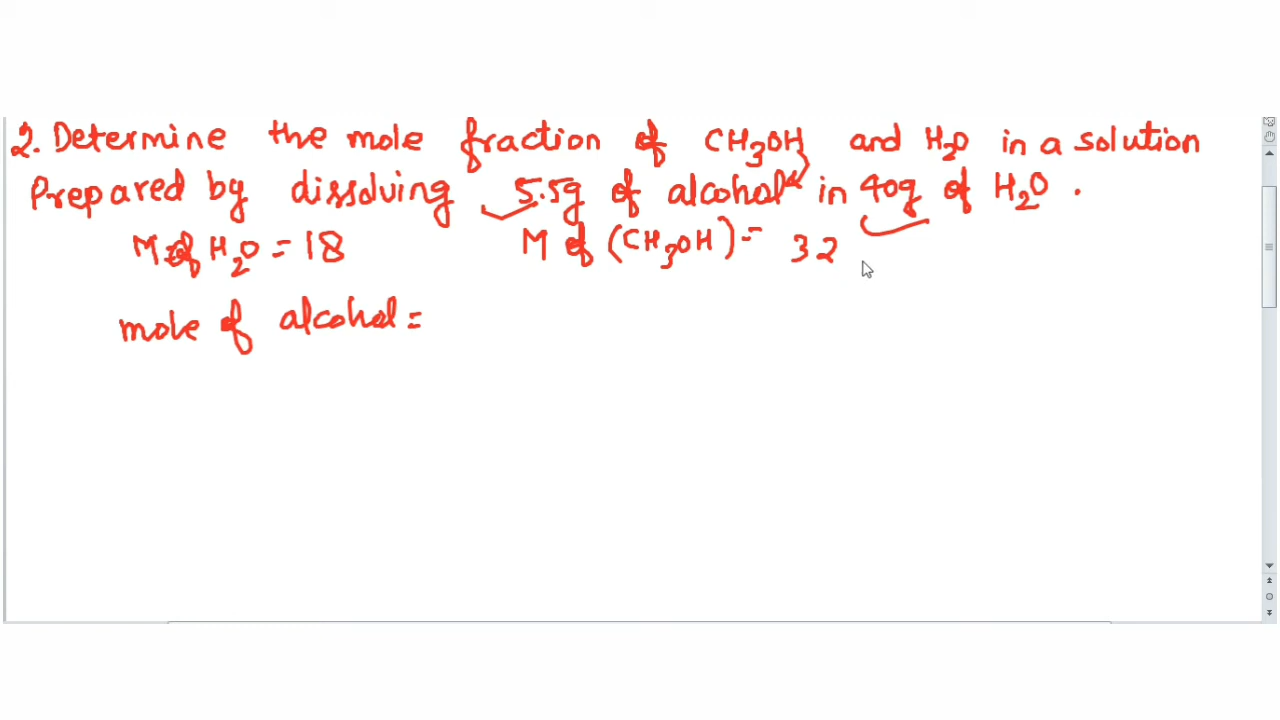 2. Determine the mole fraction of CH₃OH and H₂O in a solution
Prepared by dissolving 5.5g of alcohol in 40g of H₂O .
M of H₂O = 18 M of (CH₃OH) = 32
mole of alcohol =